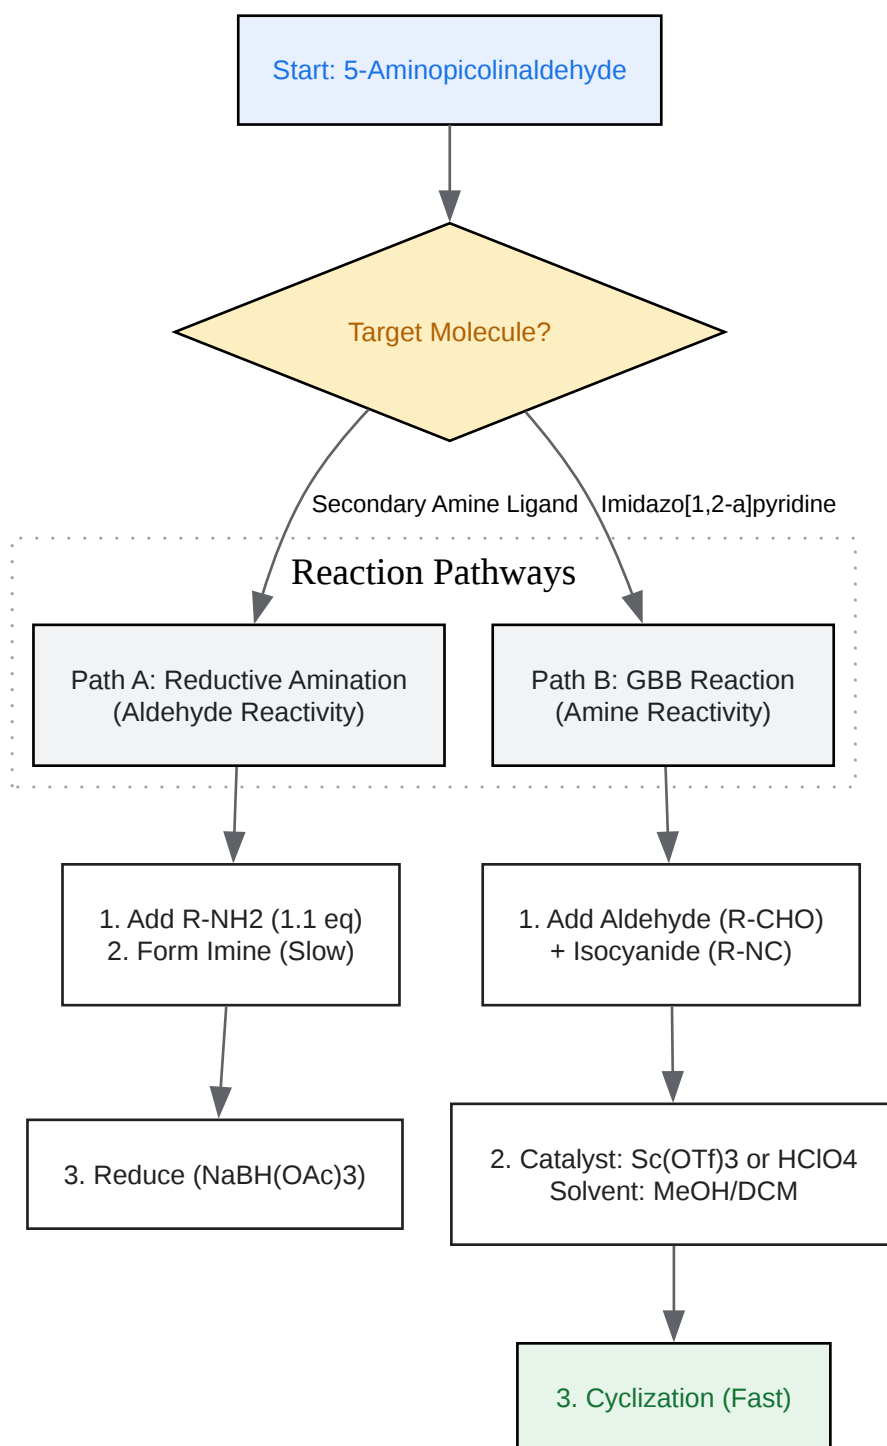 Start: 5-Aminopicolinaldehyde
Target Molecule?
Secondary Amine Ligand
Imidazo[1,2-a]pyridine
Reaction Pathways
Path A: Reductive Amination
(Aldehyde Reactivity)
Path B: GBB Reaction
(Amine Reactivity)
1. Add R-NH2 (1.1 eq)
2. Form Imine (Slow)
1. Add Aldehyde (R-CHO)
+ Isocyanide (R-NC)
3. Reduce (NaBH(OAc)3)
2. Catalyst: Sc(OTf)3 or HClO4
Solvent: MeOH/DCM
3. Cyclization (Fast)